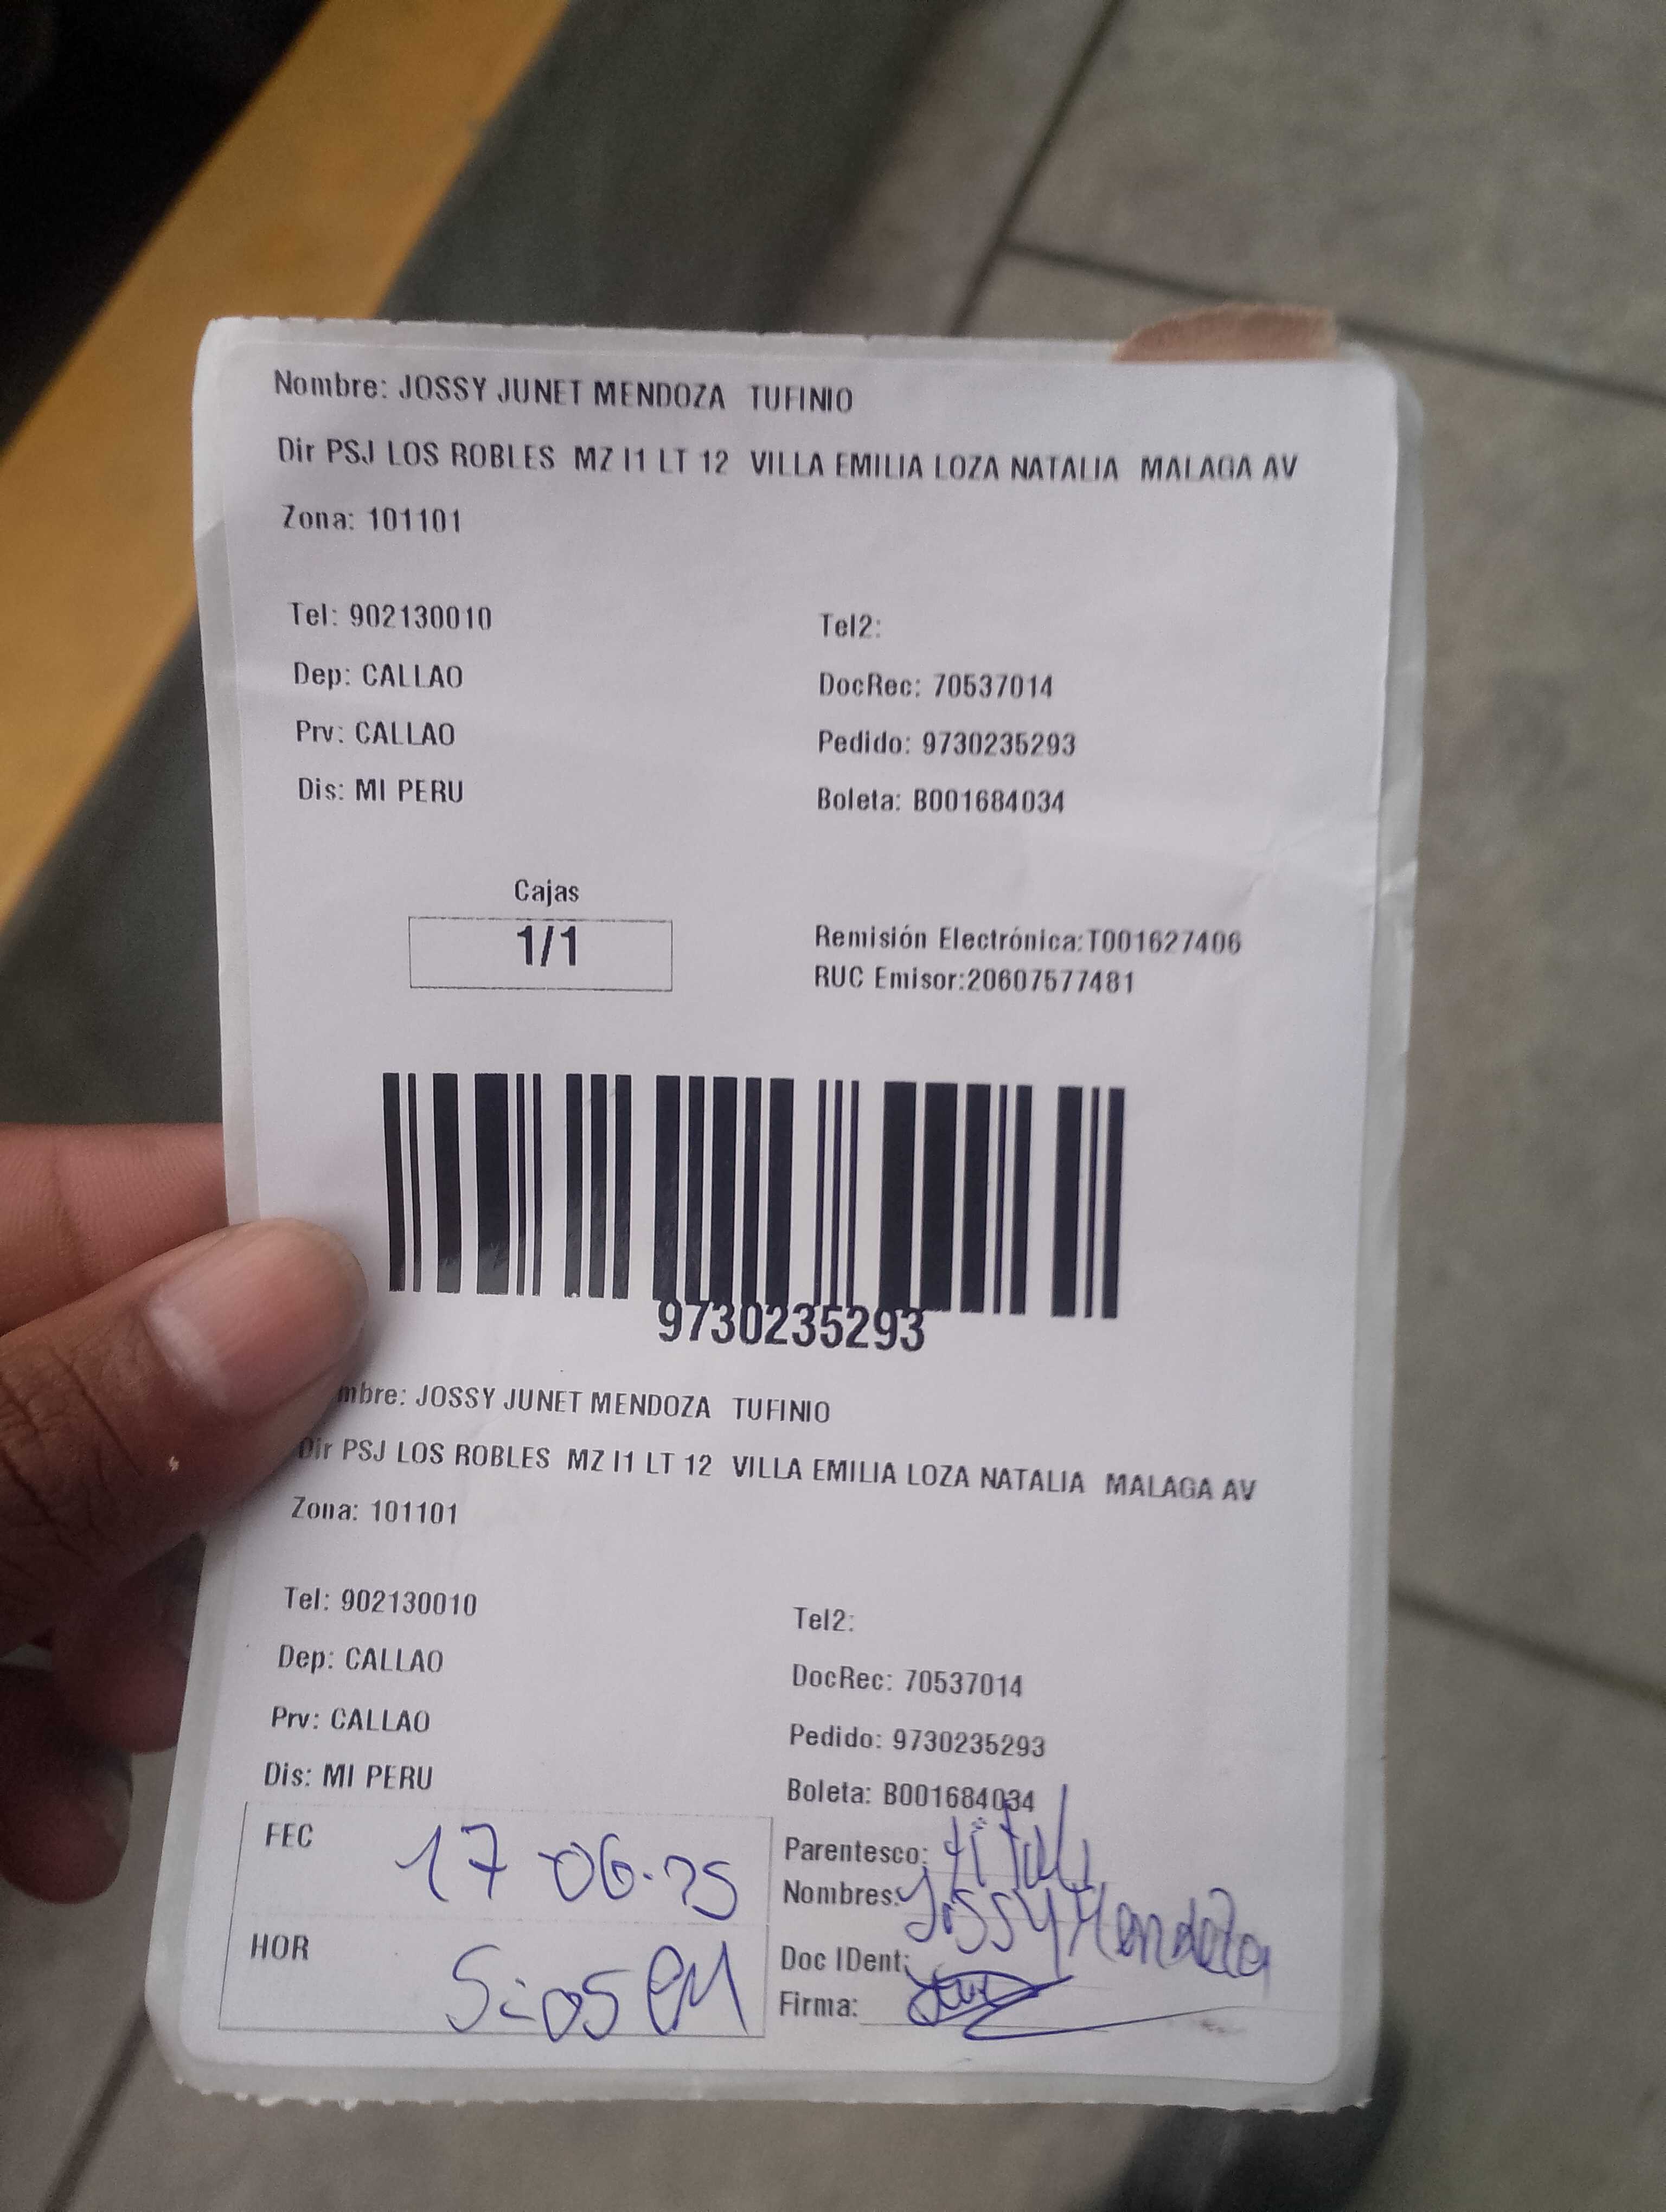 Nombre: JOSSY JUNET MENDOZA TUFINIO
Dir PSJ LOS ROBLES MZ I1 LT 12 VILLA EMILIA LOZA NATALIA MALAGA AV
Zona: 101101
Tel: 902130010 Tel2:
Dep: CALLAO DocRec: 70537014
Prv: CALLAO Pedido: 9730235293
Dis: MI PERU Boleta: B001684034
Cajas
1/1
Remisión Electrónica:T001627406
RUC Emisor:20607577481
9730235293
mbre: JOSSY JUNET MENDOZA TUFINIO
Dir PSJ LOS ROBLES MZ I1 LT 12 VILLA EMILIA LOZA NATALIA MALAGA AV
Zona: 101101
Tel: 902130010 Tel2:
Dep: CALLAO DocRec: 70537014
Prv: CALLAO Pedido: 9730235293
Dis: MI PERU Boleta: B001684034
FEC 17-06-25
Parentesco:
Nombres: Jossy Mendoza
HOR 5:05 PM
Doc IDent:
Firma: